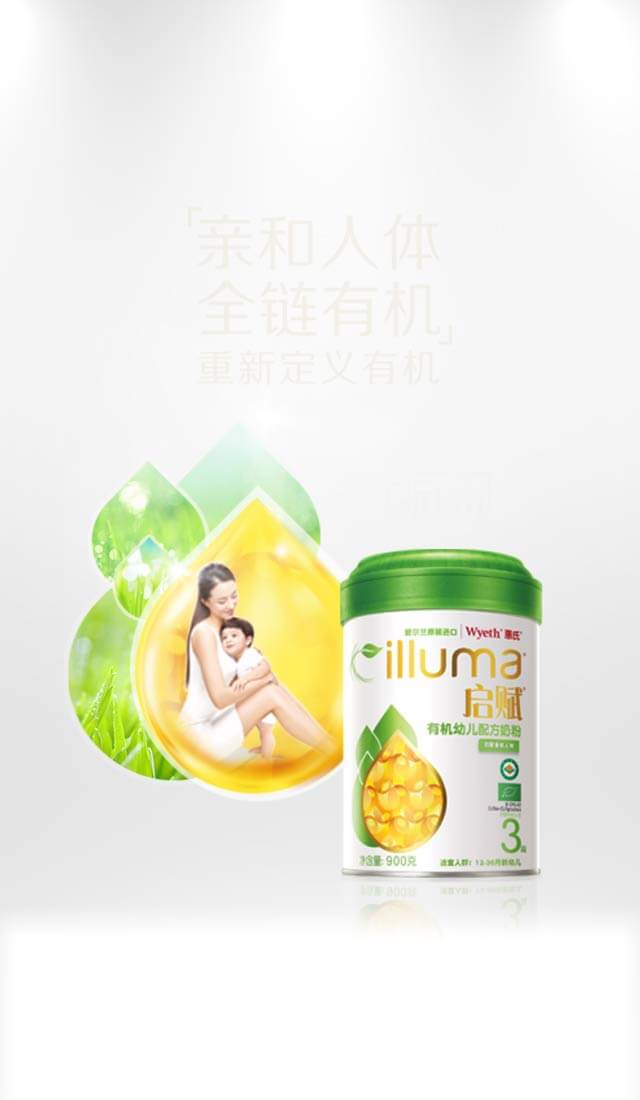 「亲和人体
全链有机」
重新定义有机
爱尔兰原装进口 Wyeth® 惠氏®
illuma®
启赋®
有机幼儿配方奶粉
3段
净含量: 900克 适宜人群: 12-36月龄幼儿